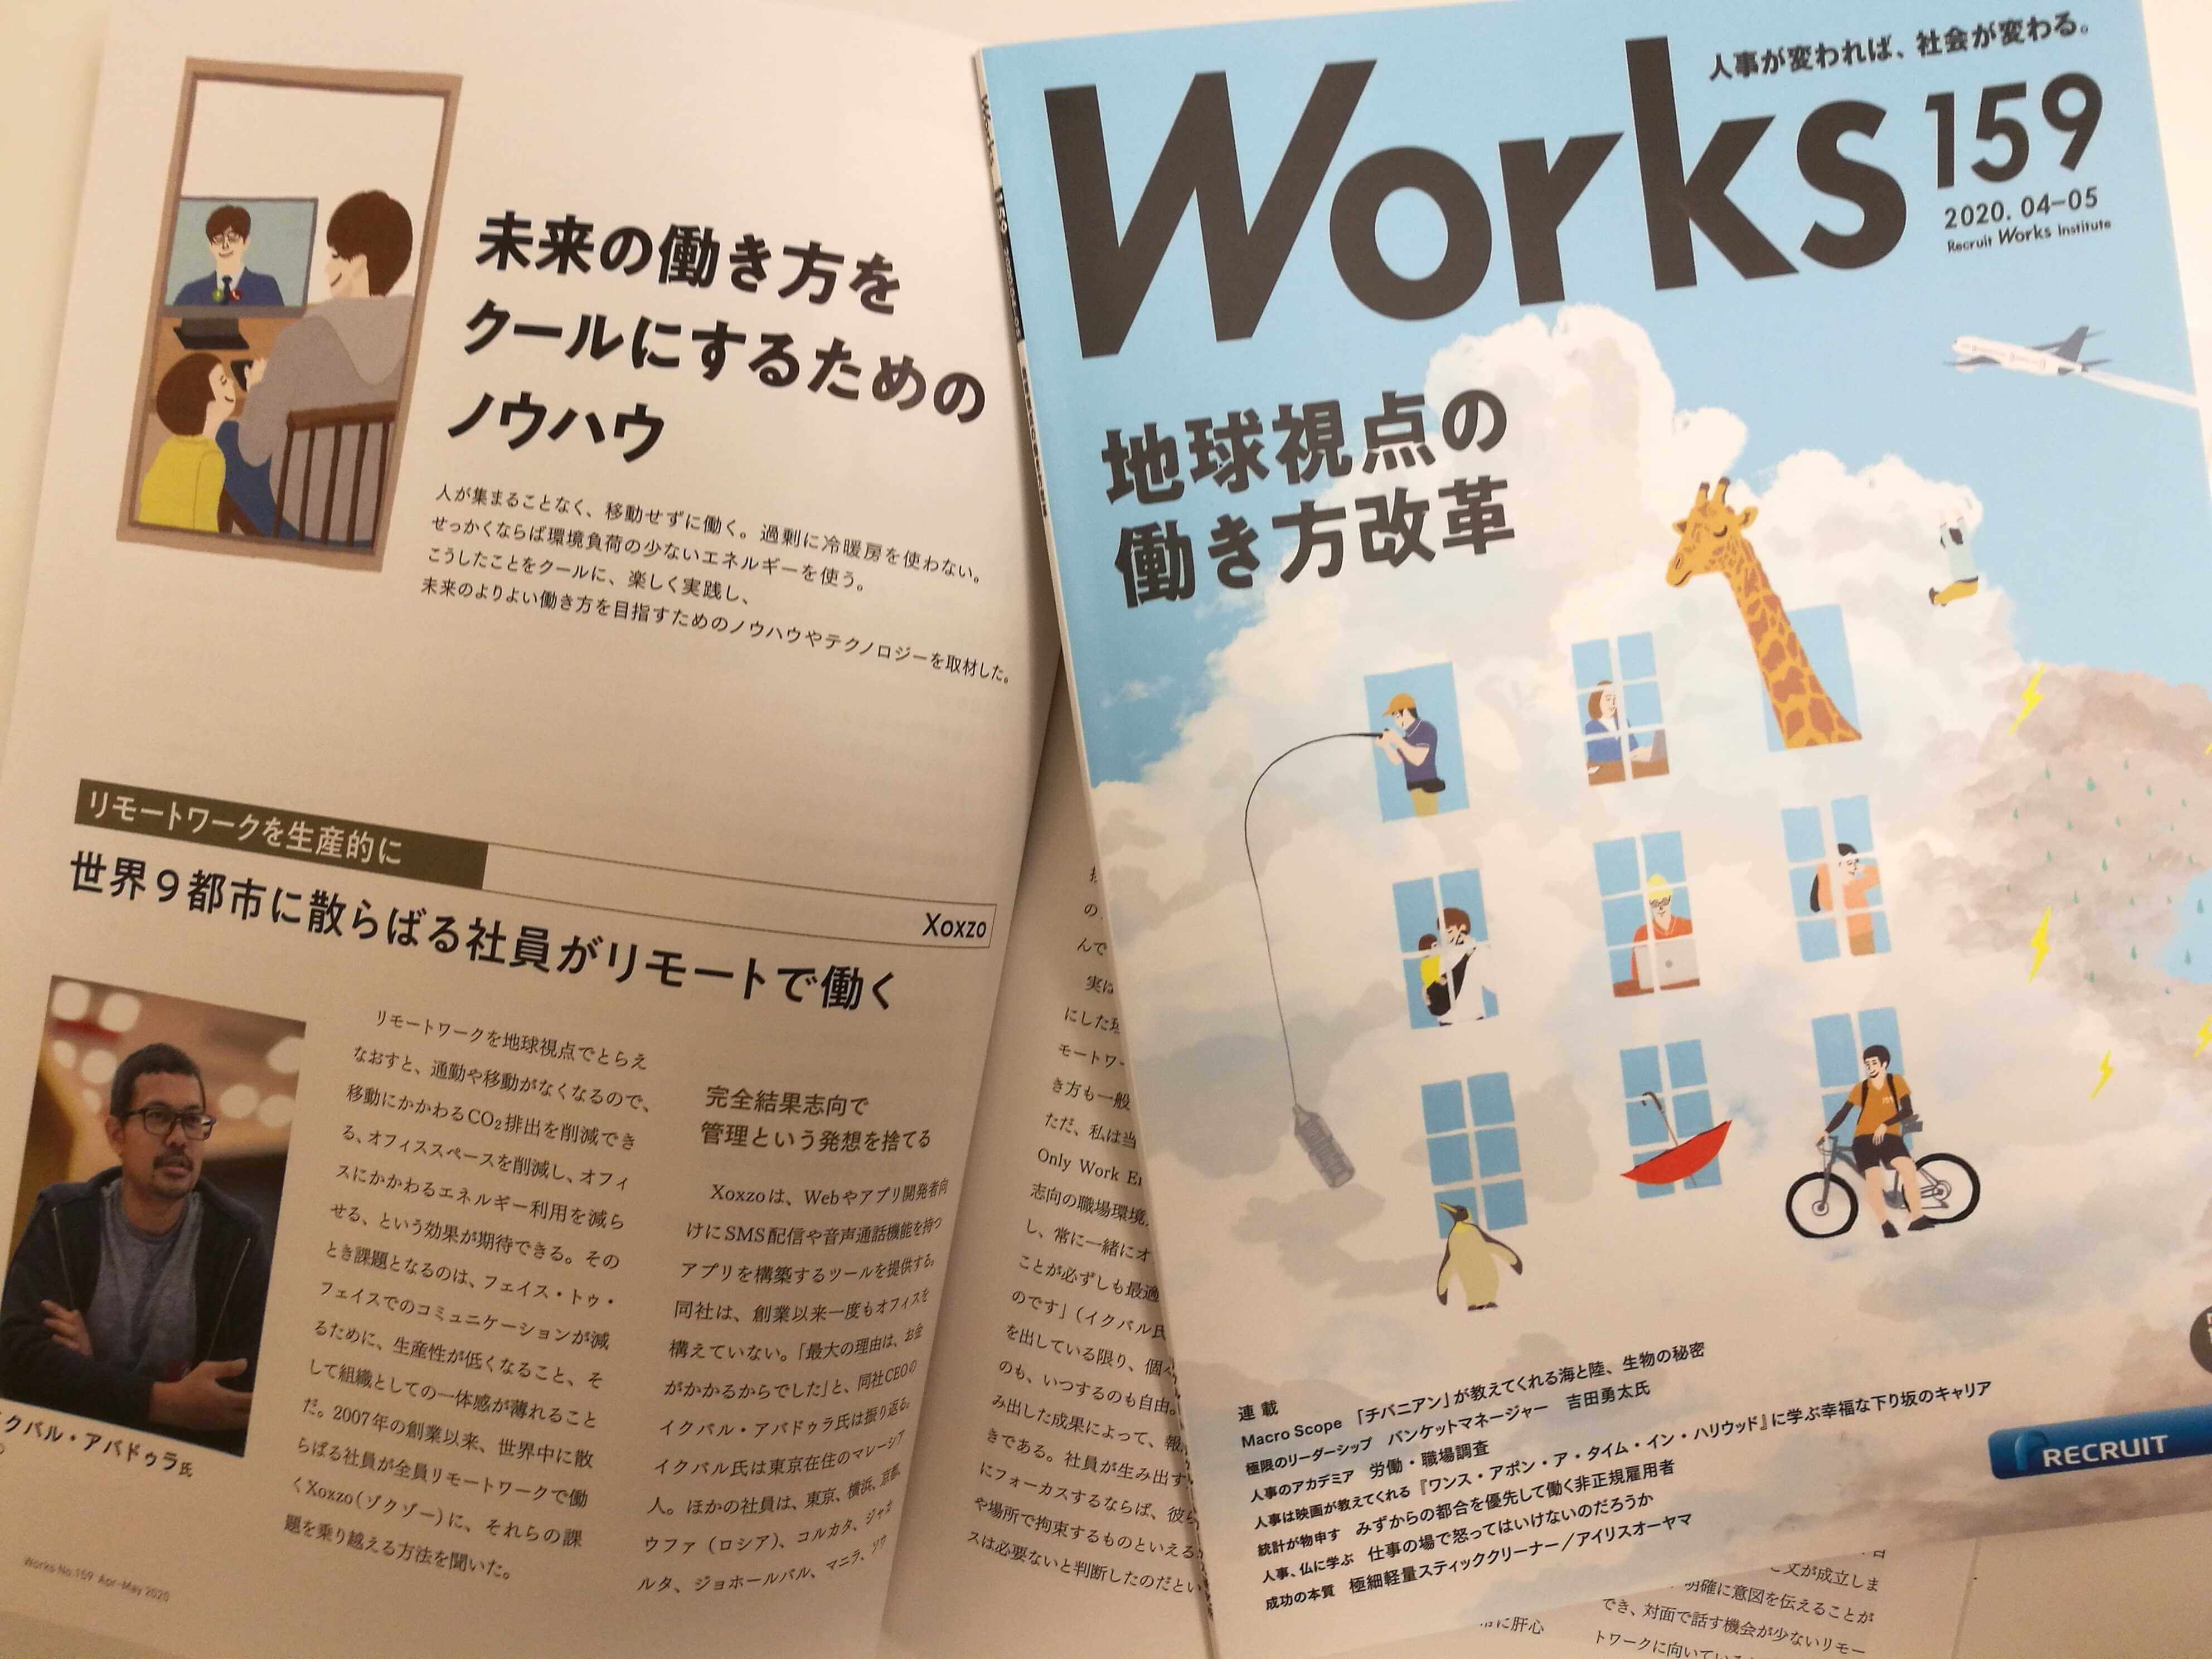 未来の働き方を
クールにするための
ノウハウ
人が集まることなく、移動せずに働く。過剰に冷暖房を使わない。
せっかくならば環境負荷の少ないエネルギーを使う。
こうしたことをクールに、楽しく実践し、
未来のよりよい働き方を目指すためのノウハウやテクノロジーを取材した。
リモートワークを生産的に
Xoxzo
世界9都市に散らばる社員がリモートで働く
クバル・アバドゥラ氏
リモートワークを地球視点でとらえ
なおすと、通勤や移動がなくなるので、
移動にかかわるCO₂排出を削減でき
る、オフィススペースを削減し、オフィ
スにかかわるエネルギー利用を減ら
せる、という効果が期待できる。その
とき課題となるのは、フェイス・トゥ・
フェイスでのコミュニケーションが減
るために、生産性が低くなること、そ
して組織としての一体感が薄れること
だ。2007年の創業以来、世界中に散
らばる社員が全員リモートワークで働
くXoxzo(ゾクゾー)に、それらの課
題を乗り越える方法を聞いた。
完全結果志向で
管理という発想を捨てる
Xoxzoは、Webやアプリ開発者向
けにSMS配信や音声通話機能を持つ
アプリを構築するツールを提供する。
同社は、創業以来一度もオフィスを
構えていない。「最大の理由は、お金
がかかるからでした」と、同社CEOの
イクバル・アバドゥラ氏は振り返る。
イクバル氏は東京在住のマレーシア
人。ほかの社員は、東京、横浜、京都、
ウファ（ロシア）、コルカタ、ジャカ
ルタ、ジョホールバル、マニラ、ソウ
Works No.159 Apr-May 2020
の
んで
実は
にした
モートワー
き方も一般
ただ、私は当
Only Work
志向の職場環境
し、常に一緒にオ
ことが必ずしも最適
のです」(イクバル氏
を出している限り、個
のも、いつするのも自由。
み出した成果によって、報
きである。社員が生み出す
にフォーカスするならば、彼ら
や場所で拘束するものといえる
スは必要ないと判断したのだとい
人事が変われば、社会が変わる。
Works 159
2020. 04–05
Recruit Works Institute
地球視点の
働き方改革
連載
Macro Scope 「チバニアン」が教えてくれる海と陸、生物の秘密
極限のリーダーシップ バンケットマネージャー 吉田勇太氏
人事のアカデミア 労働・職場調査
人事は映画が教えてくれる 『ワンス・アポン・ア・タイム・イン・ハリウッド』に学ぶ幸福な下り坂のキャリア
統計が物申す みずからの都合を優先して働く非正規雇用者
人事、仏に学ぶ 仕事の場で怒ってはいけないのだろうか
成功の本質 極細軽量スティッククリーナー／アイリスオーヤマ
RECRUIT
に肝心
文が成立しま
明確に意図を伝えることが
でき、対面で話す機会が少ないリモー
トワークに向いている